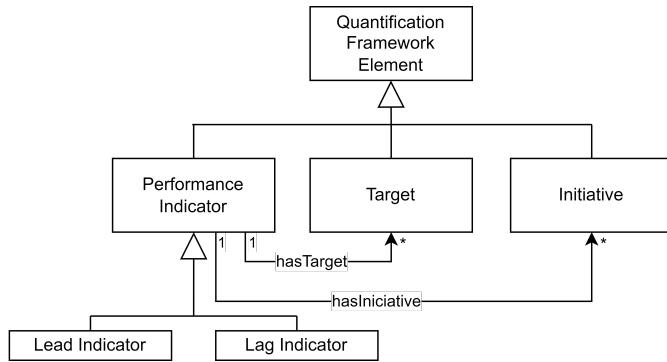 Quantification
Framework
Element
Performance
Indicator
Target
Initiative
1
1
*
*
hasTarget
hasIniciative
Lead Indicator
Lag Indicator